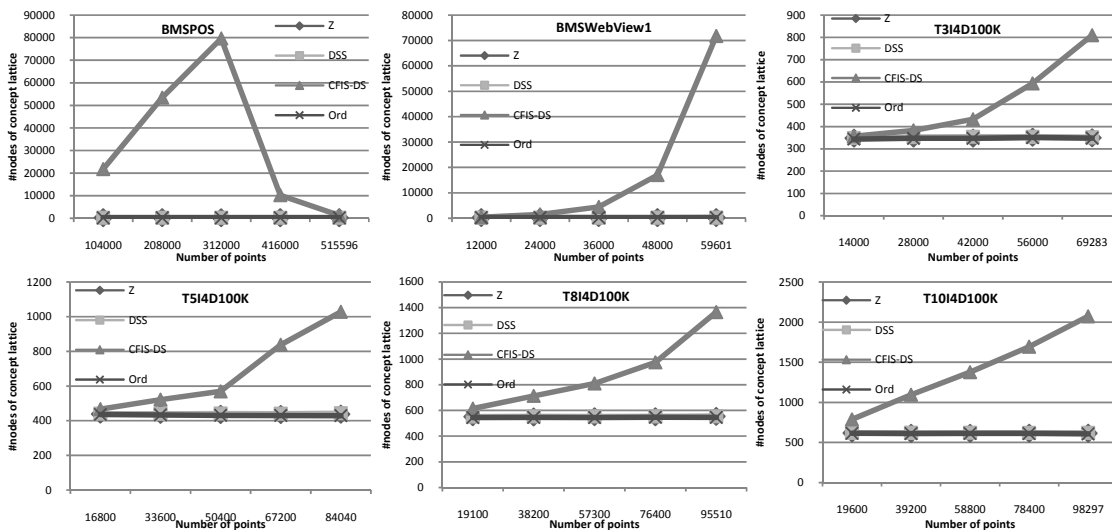 BMSPOS
#nodes of concept lattice
90000
80000
70000
60000
50000
40000
30000
20000
10000
0
104000 208000 312000 416000 515596
Number of points
Z
DSS
CFIS-DS
Ord
BMSWebView1
#nodes of concept lattice
80000
70000
60000
50000
40000
30000
20000
10000
0
12000 24000 36000 48000 59601
Number of points
Z
DSS
CFIS-DS
Ord
T3I4D100K
#nodes of concept lattice
900
800
700
600
500
400
300
200
100
0
14000 28000 42000 56000 69283
Number of points
Z
DSS
CFIS-DS
Ord
T5I4D100K
#nodes of concept lattice
1200
1000
800
600
400
200
0
16800 33600 50400 67200 84040
Number of points
Z
DSS
CFIS-DS
Ord
T8I4D100K
#nodes of concept lattice
1600
1400
1200
1000
800
600
400
200
0
19100 38200 57300 76400 95510
Number of points
Z
DSS
CFIS-DS
Ord
T10I4D100K
#nodes of concept lattice
2500
2000
1500
1000
500
0
19600 39200 58800 78400 98297
Number of points
Z
DSS
CFIS-DS
Ord